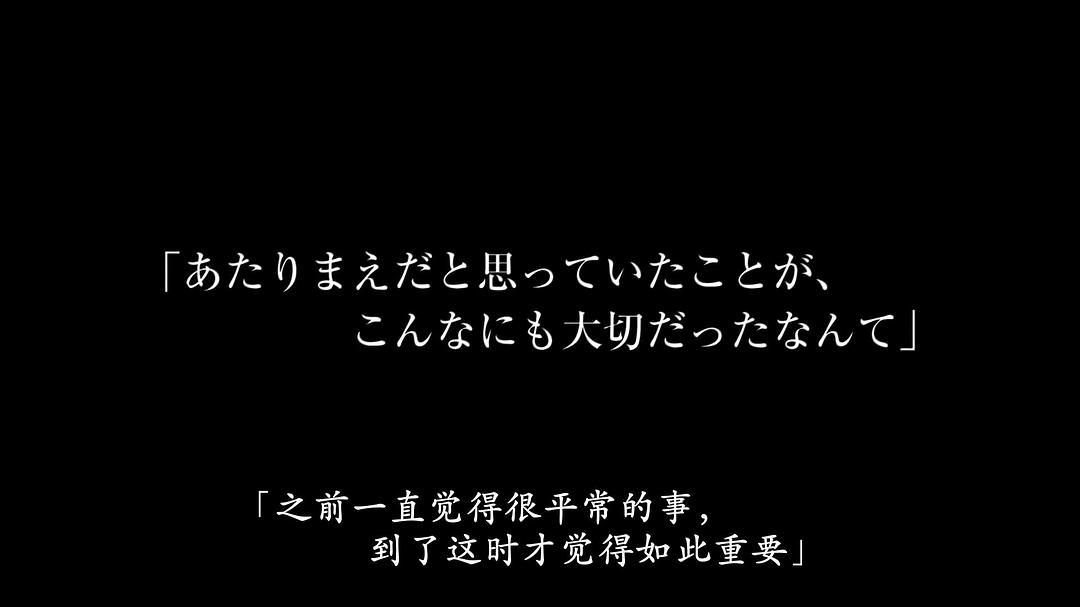 「あたりまえだと思っていたことが、
こんなにも大切だったなんて」
「之前一直觉得很平常的事，
到了这时才觉得如此重要」